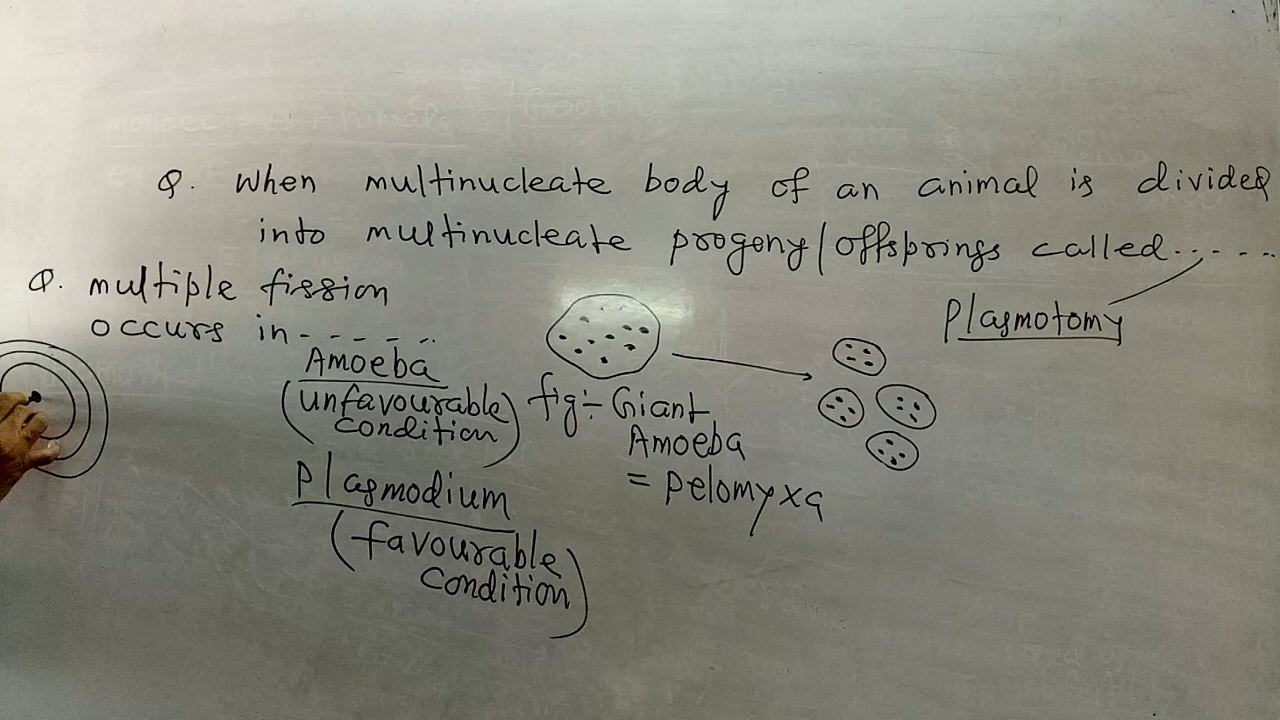 Q. When multinucleate body of an animal is divided
into multinucleate progeny/offsprings called.......
Plasmotomy
Q. multiple fission
occurs in- - - - - ..
Amoeba
(unfavourable
condition)
Plasmodium
(favourable
condition)
fig:- Giant
Amoeba
= Pelomyxa